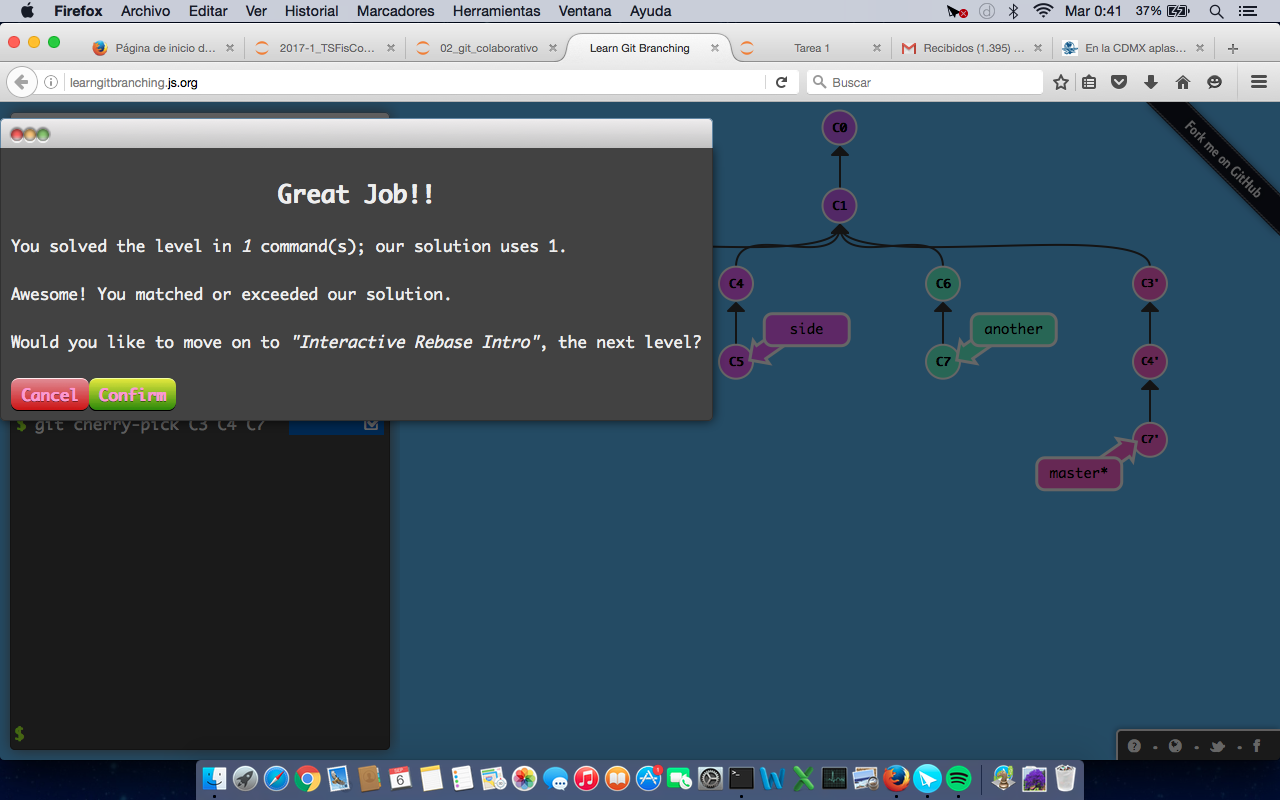 Firefox Archivo Editar Ver Historial Marcadores Herramientas Ventana Ayuda Mar 0:41 37%
Página de inicio d... 2017-1_TSFisCo... 02_git_colaborativo Learn Git Branching Tarea 1 Recibidos (1.395) ... En la CDMX aplas...
learngitbranching.js.org Buscar
Fork me on GitHub
C0
C1
C4 C6 C3'
side another
C5 C7 C4'
C7'
master*
Great Job!!
You solved the level in 1 command(s); our solution uses 1.
Awesome! You matched or exceeded our solution.
Would you like to move on to "Interactive Rebase Intro", the next level?
Cancel Confirm
$ git cherry-pick C3 C4 C7
$